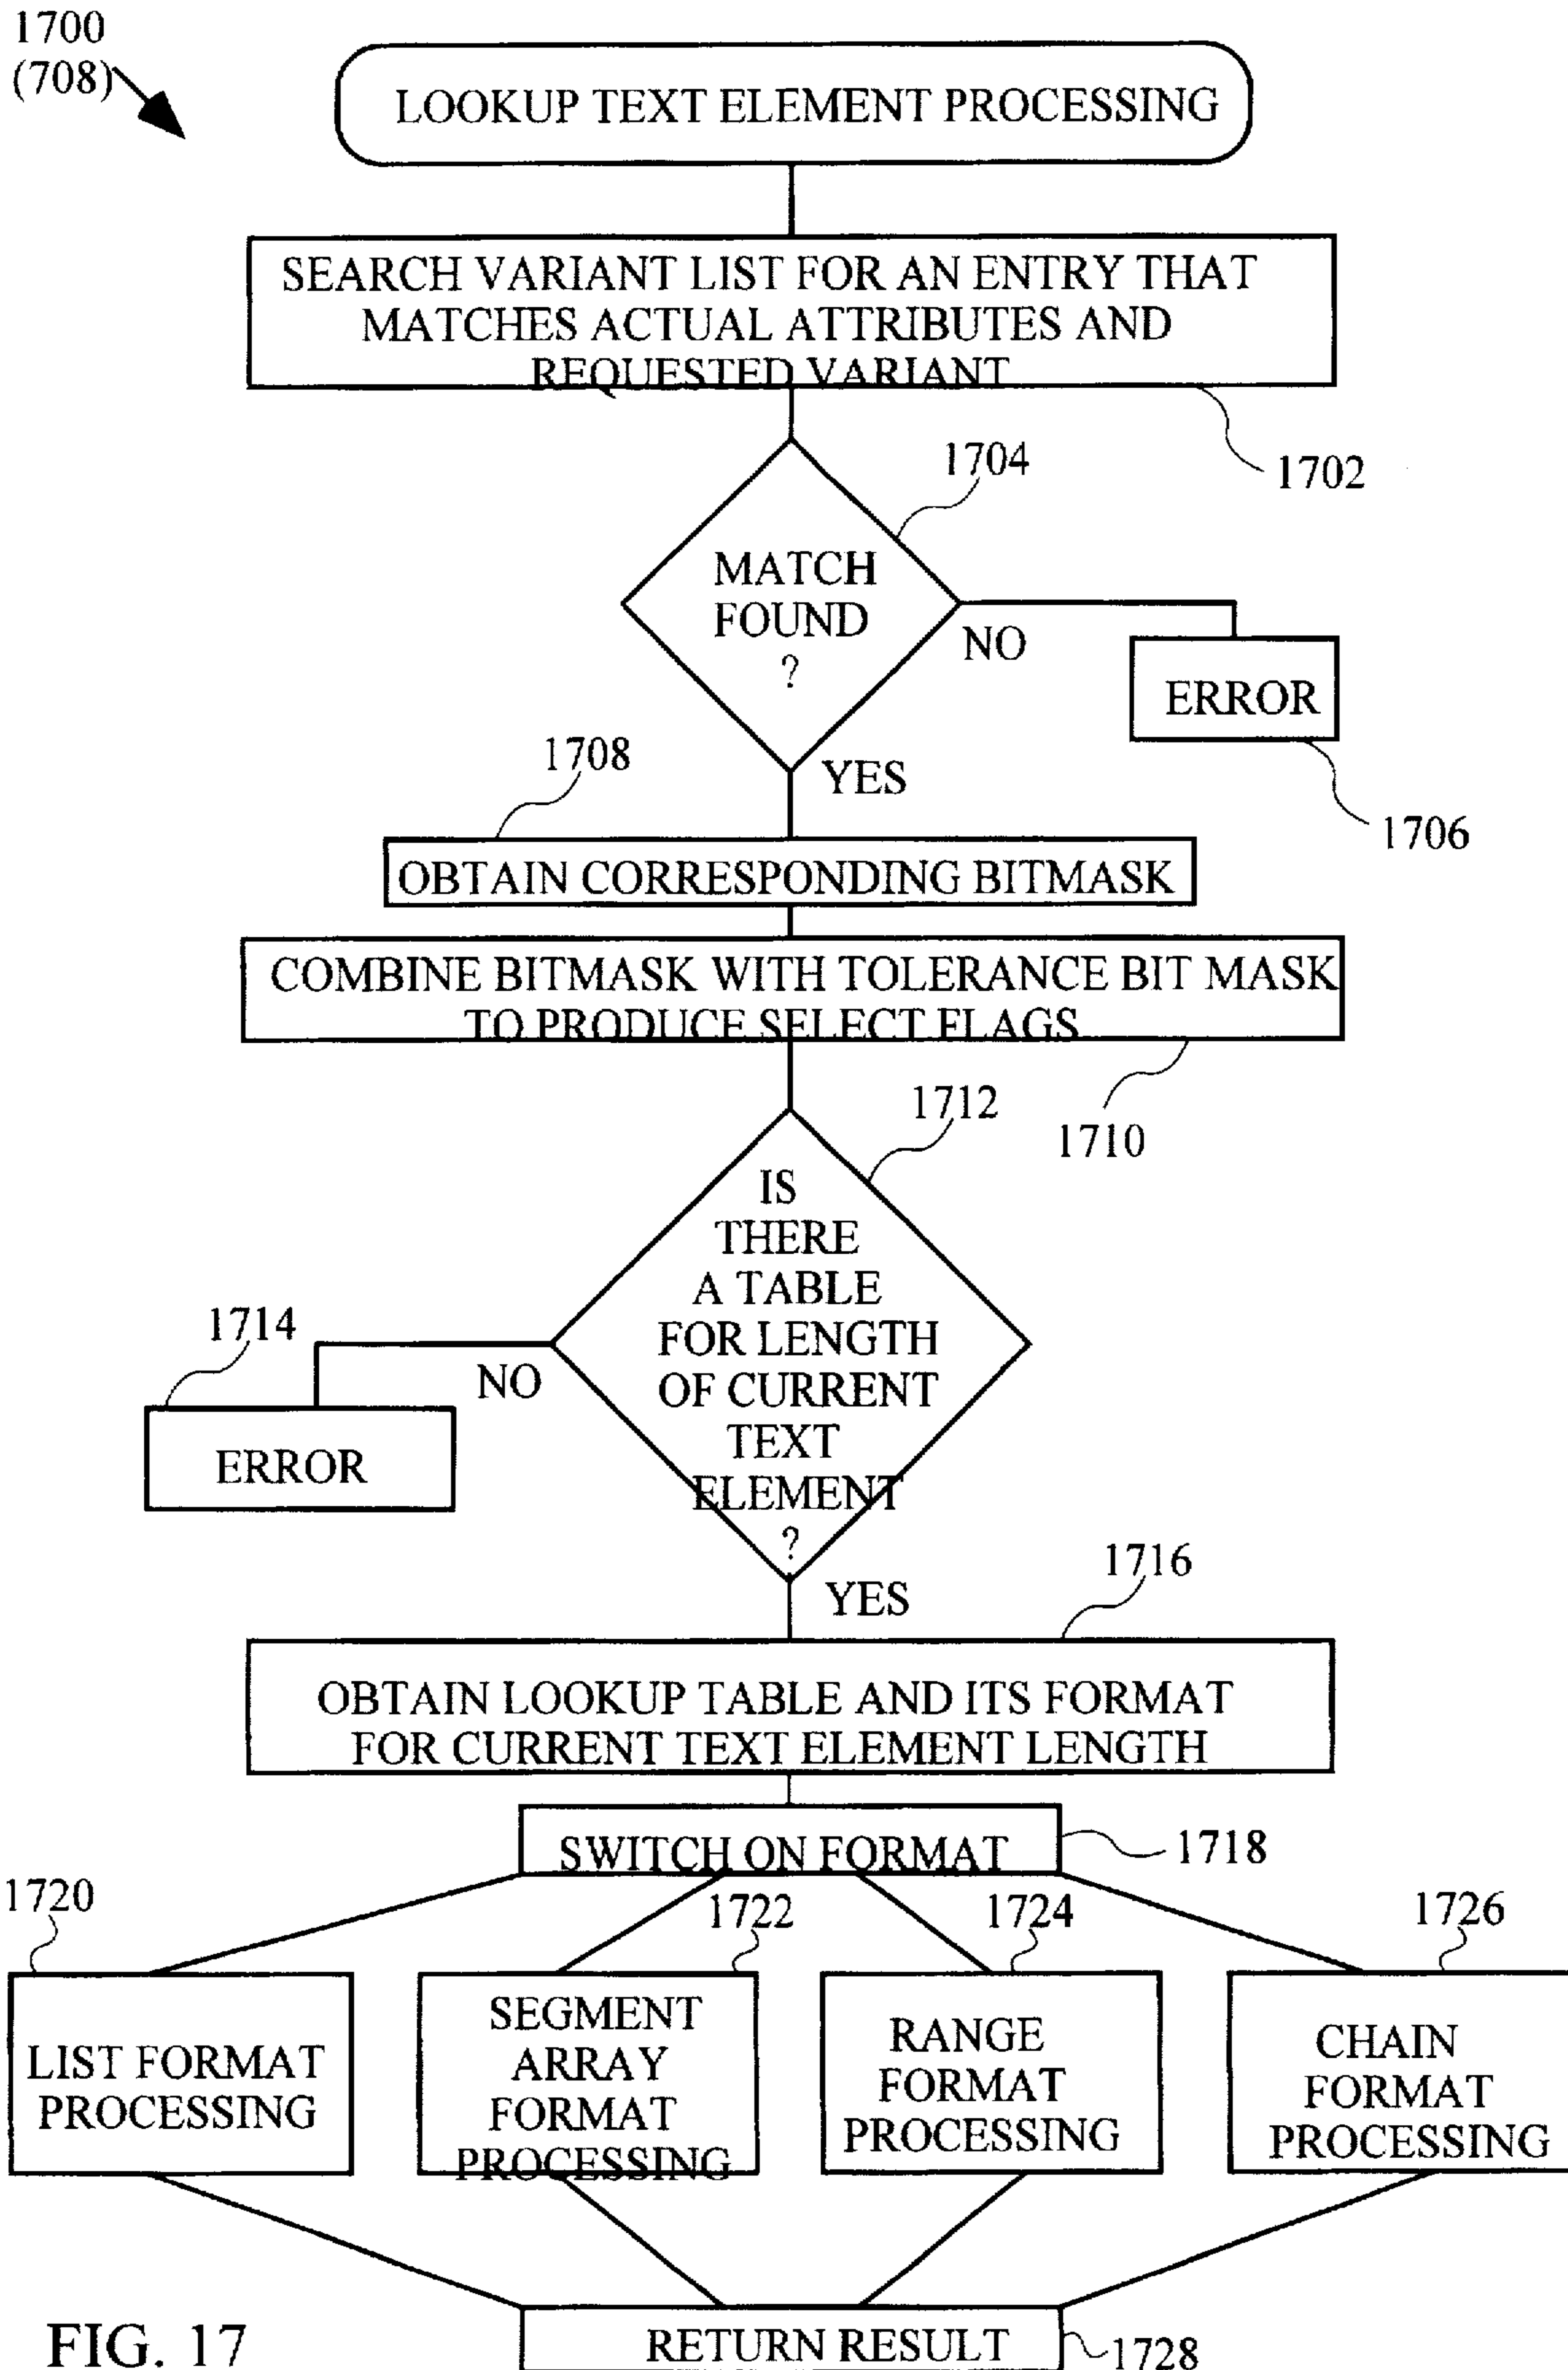 1700
(708)
LOOKUP TEXT ELEMENT PROCESSING
SEARCH VARIANT LIST FOR AN ENTRY THAT
MATCHES ACTUAL ATTRIBUTES AND
REQUESTED VARIANT
1702
1704
MATCH
FOUND
?
NO
ERROR
1706
YES
1708
OBTAIN CORRESPONDING BITMASK
COMBINE BITMASK WITH TOLERANCE BIT MASK
TO PRODUCE SELECT FLAGS
1710
1712
IS
THERE
A TABLE
FOR LENGTH
OF CURRENT
TEXT
ELEMENT
?
NO
1714
ERROR
YES
1716
OBTAIN LOOKUP TABLE AND ITS FORMAT
FOR CURRENT TEXT ELEMENT LENGTH
SWITCH ON FORMAT
1718
1720
LIST FORMAT
PROCESSING
1722
SEGMENT
ARRAY
FORMAT
PROCESSING
1724
RANGE
FORMAT
PROCESSING
1726
CHAIN
FORMAT
PROCESSING
RETURN RESULT
1728
FIG. 17